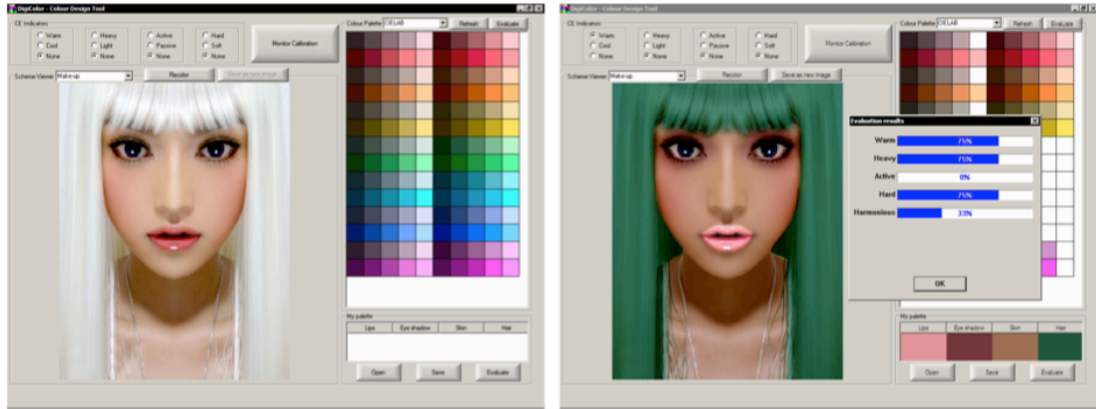 DigiColor - Colour Design Tool
CE Indicators
Warm
Cool
None
Heavy
Light
None
Active
Passive
None
Hard
Soft
None
Monitor Calibration
Colour Palette:
CIELAB
Refresh
Evaluate
Scheme Viewer
Make-up
Recolor
Save as new image
My palette
Lips
Eye shadow
Skin
Hair
Open
Save
Evaluate
DigiColor - Colour Design Tool
CE Indicators
Warm
Cool
None
Heavy
Light
None
Active
Passive
None
Hard
Soft
None
Monitor Calibration
Colour Palette:
CIELAB
Refresh
Evaluate
Scheme Viewer
Make-up
Recolor
Save as new image
Evaluation results
Warm 75%
Heavy 75%
Active 0%
Hard 75%
Harmonious 33%
OK
My palette
Lips
Eye shadow
Skin
Hair
Open
Save
Evaluate